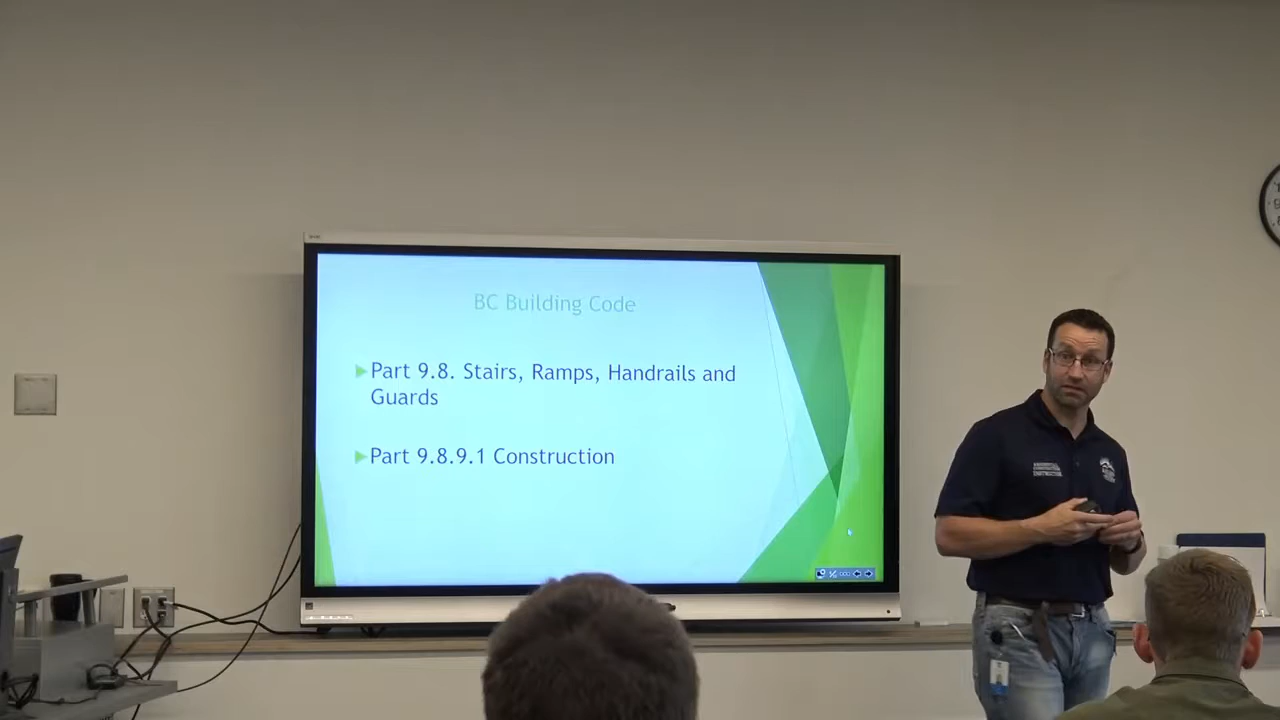 BC Building Code
Part 9.8. Stairs, Ramps, Handrails and
Guards
Part 9.8.9.1 Construction